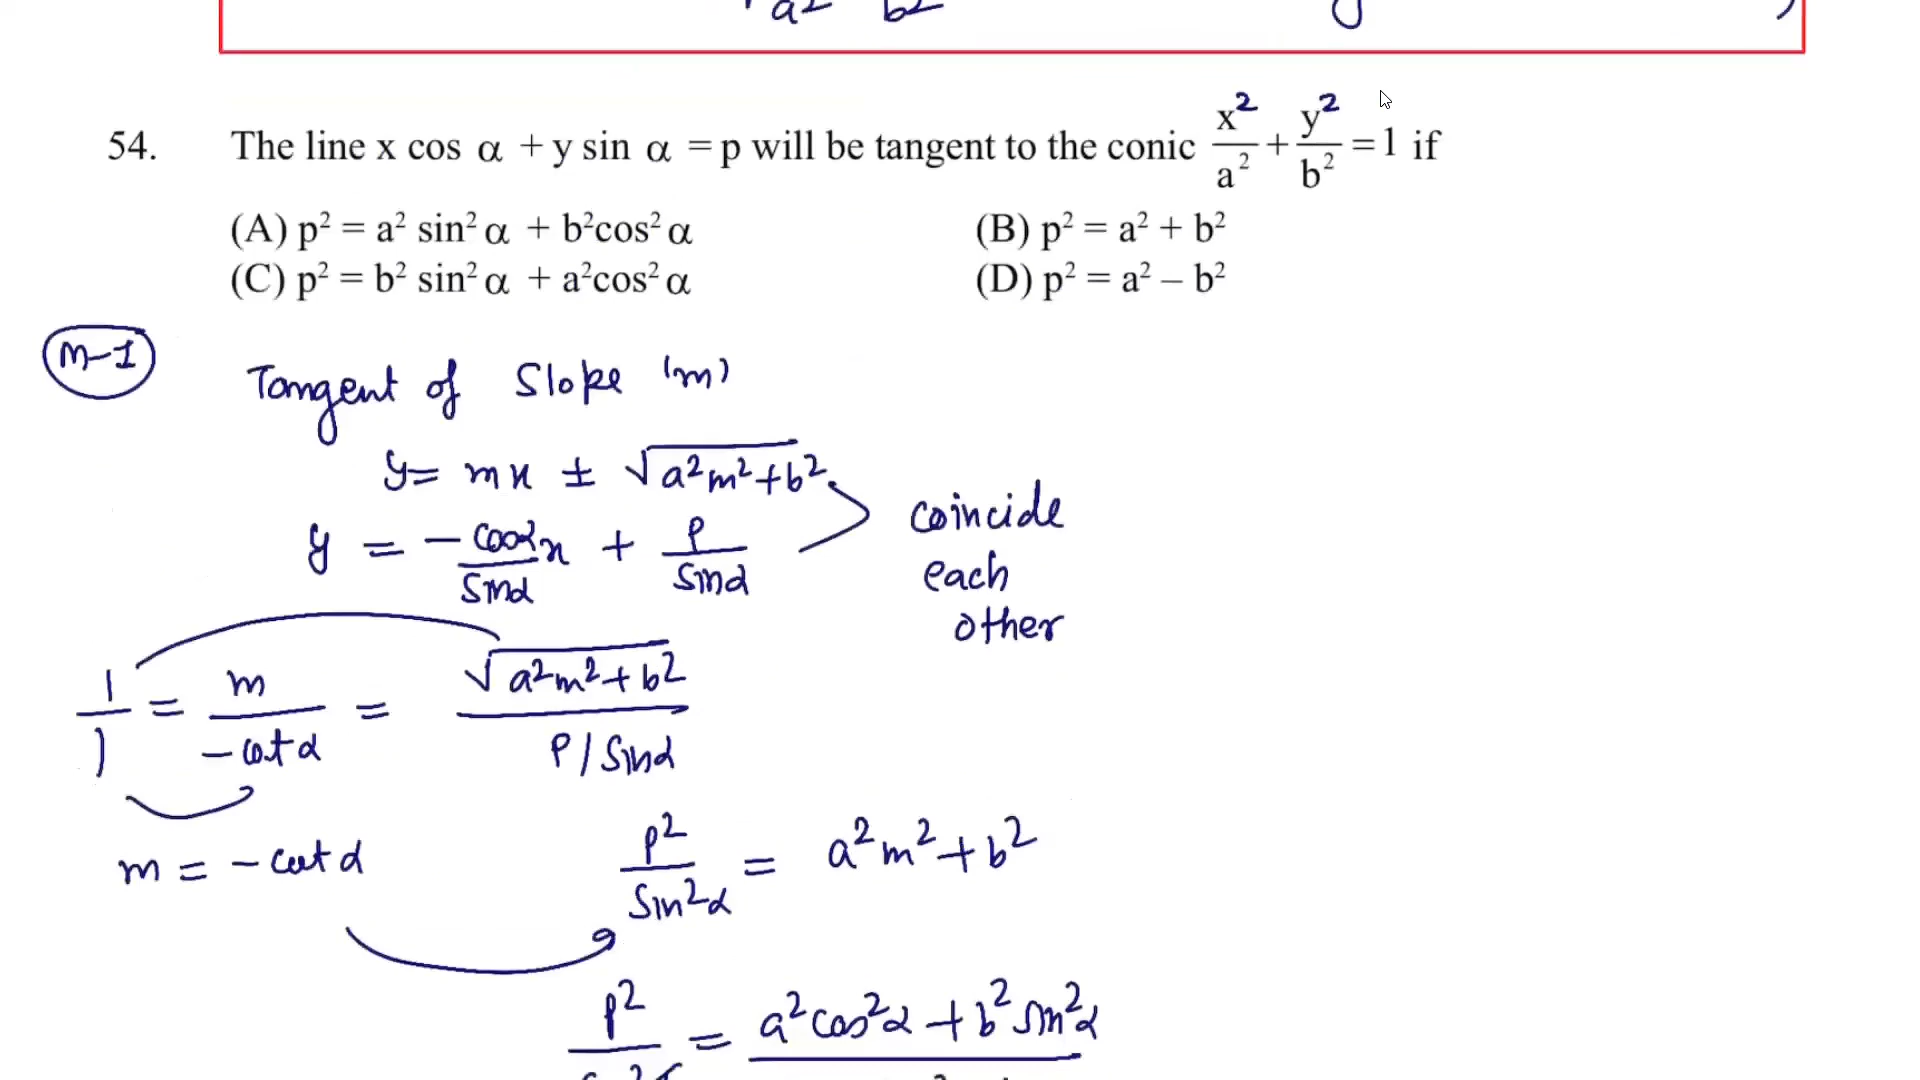 a² b²
54. The line x cos α + y sin α = p will be tangent to the conic x²/a² + y²/b² = 1 if
(A) p² = a² sin² α + b²cos² α (B) p² = a² + b²
(C) p² = b² sin² α + a²cos² α (D) p² = a² – b²
M-1
Tangent of Slope 'm'
y = mx ± √(a²m²+b²)
y = -cosα/sinα x + P/sinα
coincide
each
other
1/1 = m/-cotα = √(a²m²+b²) / P/sinα
m = -cotα
P²/sin²α = a²m²+b²
P² = a²cos²α + b²sin²α